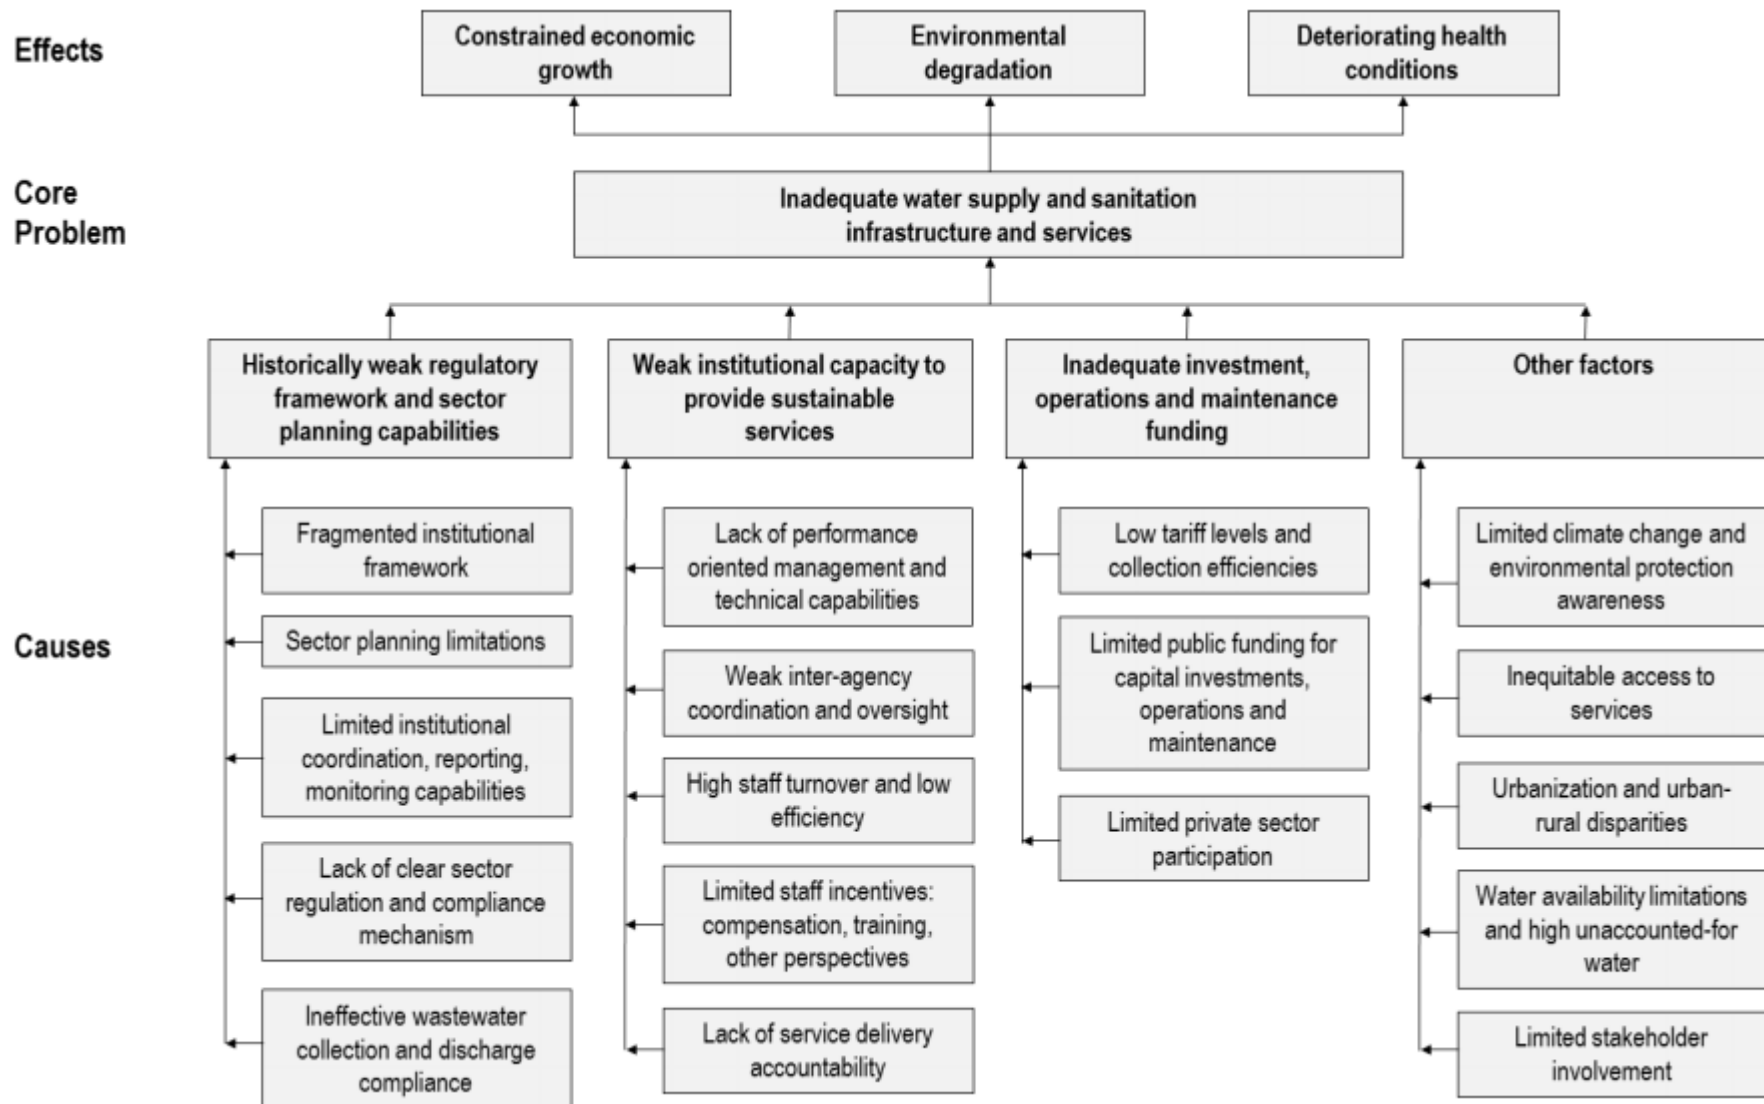 Effects
Constrained economic
growth
Environmental
degradation
Deteriorating health
conditions
Core
Problem
Inadequate water supply and sanitation
infrastructure and services
Historically weak regulatory
framework and sector
planning capabilities
Weak institutional capacity to
provide sustainable
services
Inadequate investment,
operations and maintenance
funding
Other factors
Causes
Fragmented institutional
framework
Sector planning limitations
Limited institutional
coordination, reporting,
monitoring capabilities
Lack of clear sector
regulation and compliance
mechanism
Ineffective wastewater
collection and discharge
compliance
Lack of performance
oriented management and
technical capabilities
Weak inter-agency
coordination and oversight
High staff turnover and low
efficiency
Limited staff incentives:
compensation, training,
other perspectives
Lack of service delivery
accountability
Low tariff levels and
collection efficiencies
Limited public funding for
capital investments,
operations and
maintenance
Limited private sector
participation
Limited climate change and
environmental protection
awareness
Inequitable access to
services
Urbanization and urban-
rural disparities
Water availability limitations
and high unaccounted-for
water
Limited stakeholder
involvement